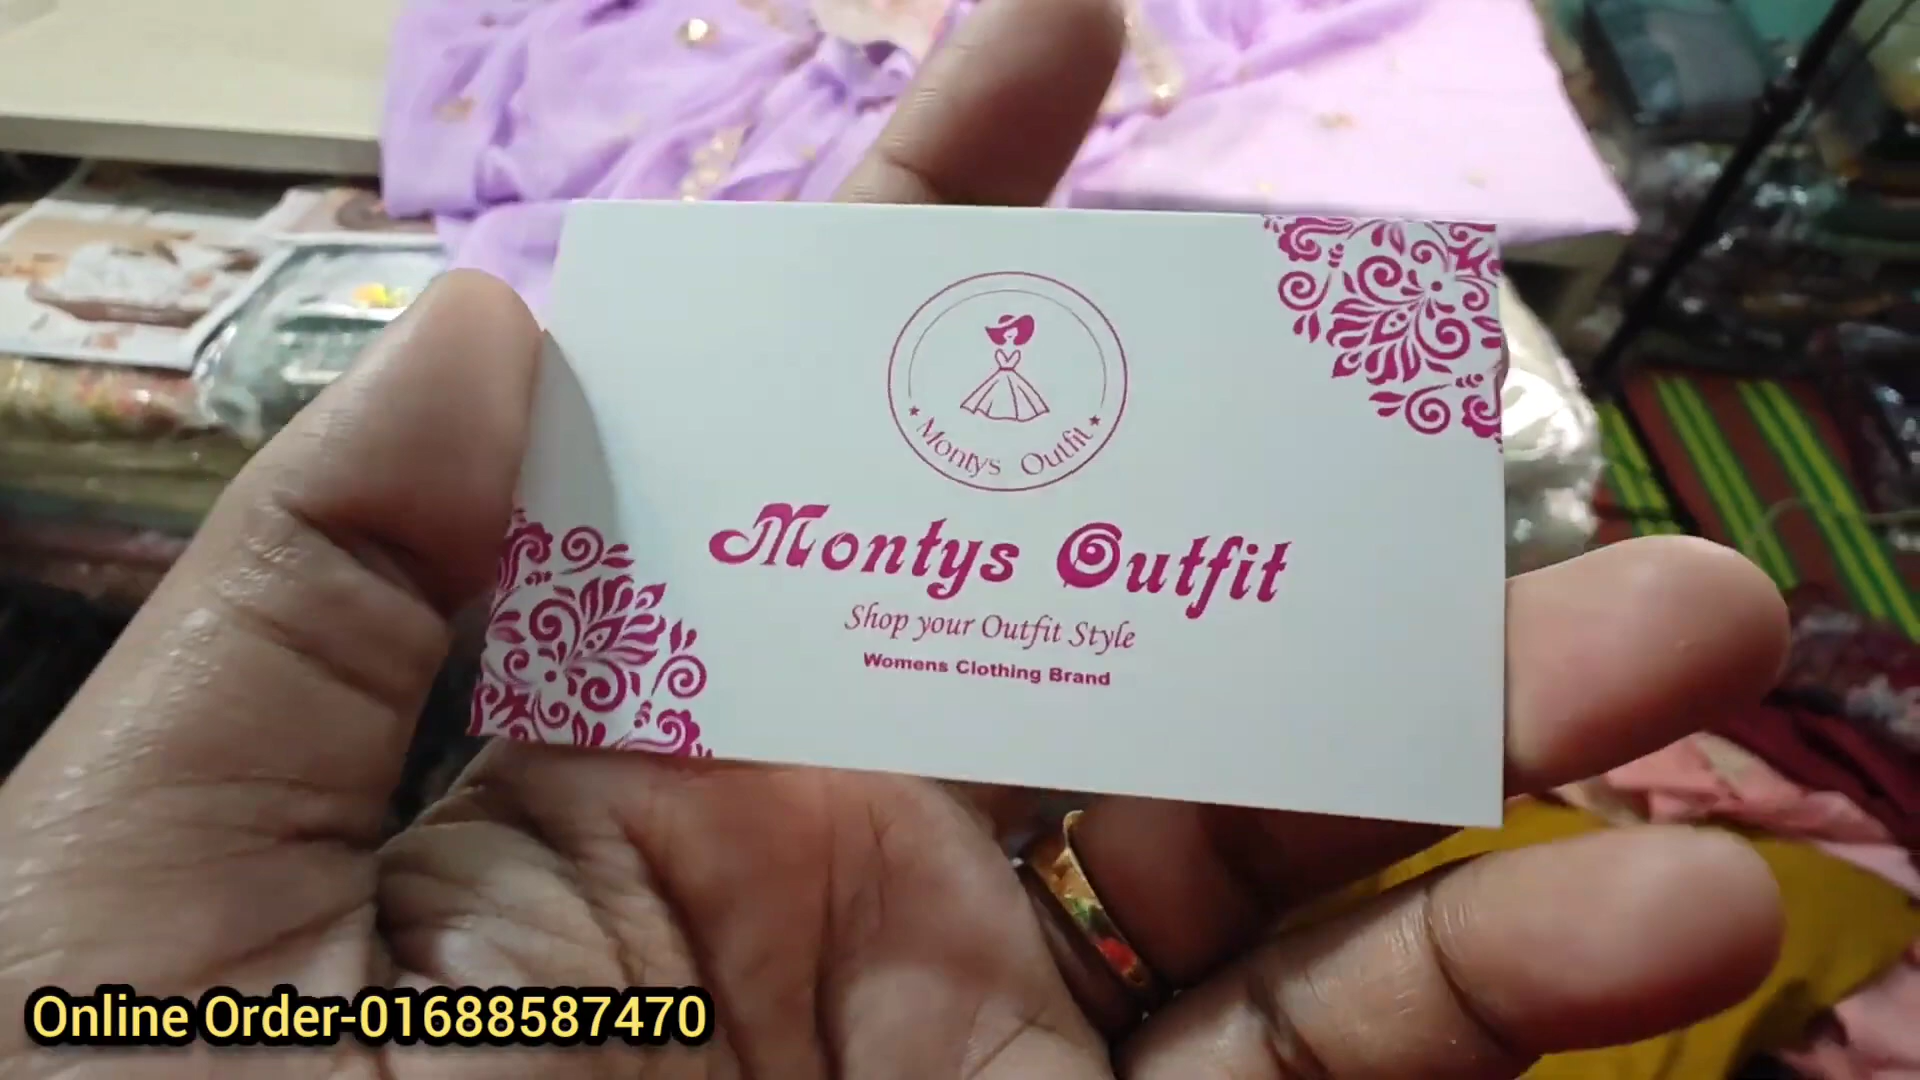 Montys Outfit
Montys Outfit
Shop your Outfit Style
Womens Clothing Brand
Online Order-01688587470